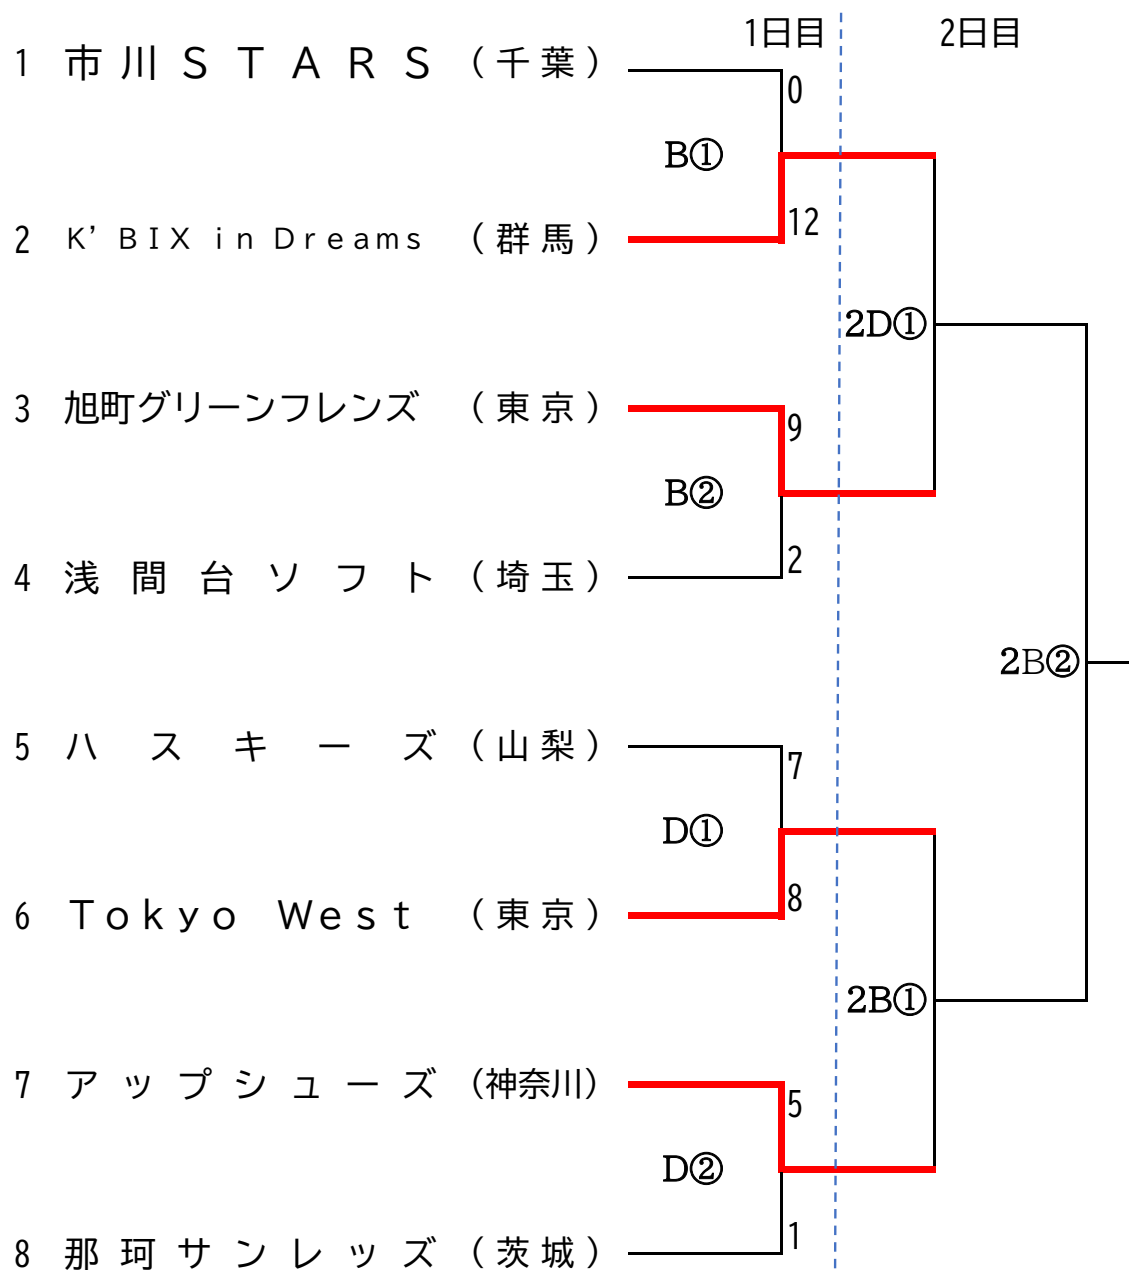 1日目 2日目
1 市川STARS (千葉)
0
B①
12
2 K’BIX in Dreams (群馬)
2D①
3 旭町グリーンフレンズ (東京)
9
B②
2
4 浅間台ソフト (埼玉)
2B②
5 ハスキーズ (山梨)
7
D①
8
6 Tokyo West (東京)
2B①
7 アップシューズ (神奈川)
5
D②
1
8 那珂サンレッズ (茨城)